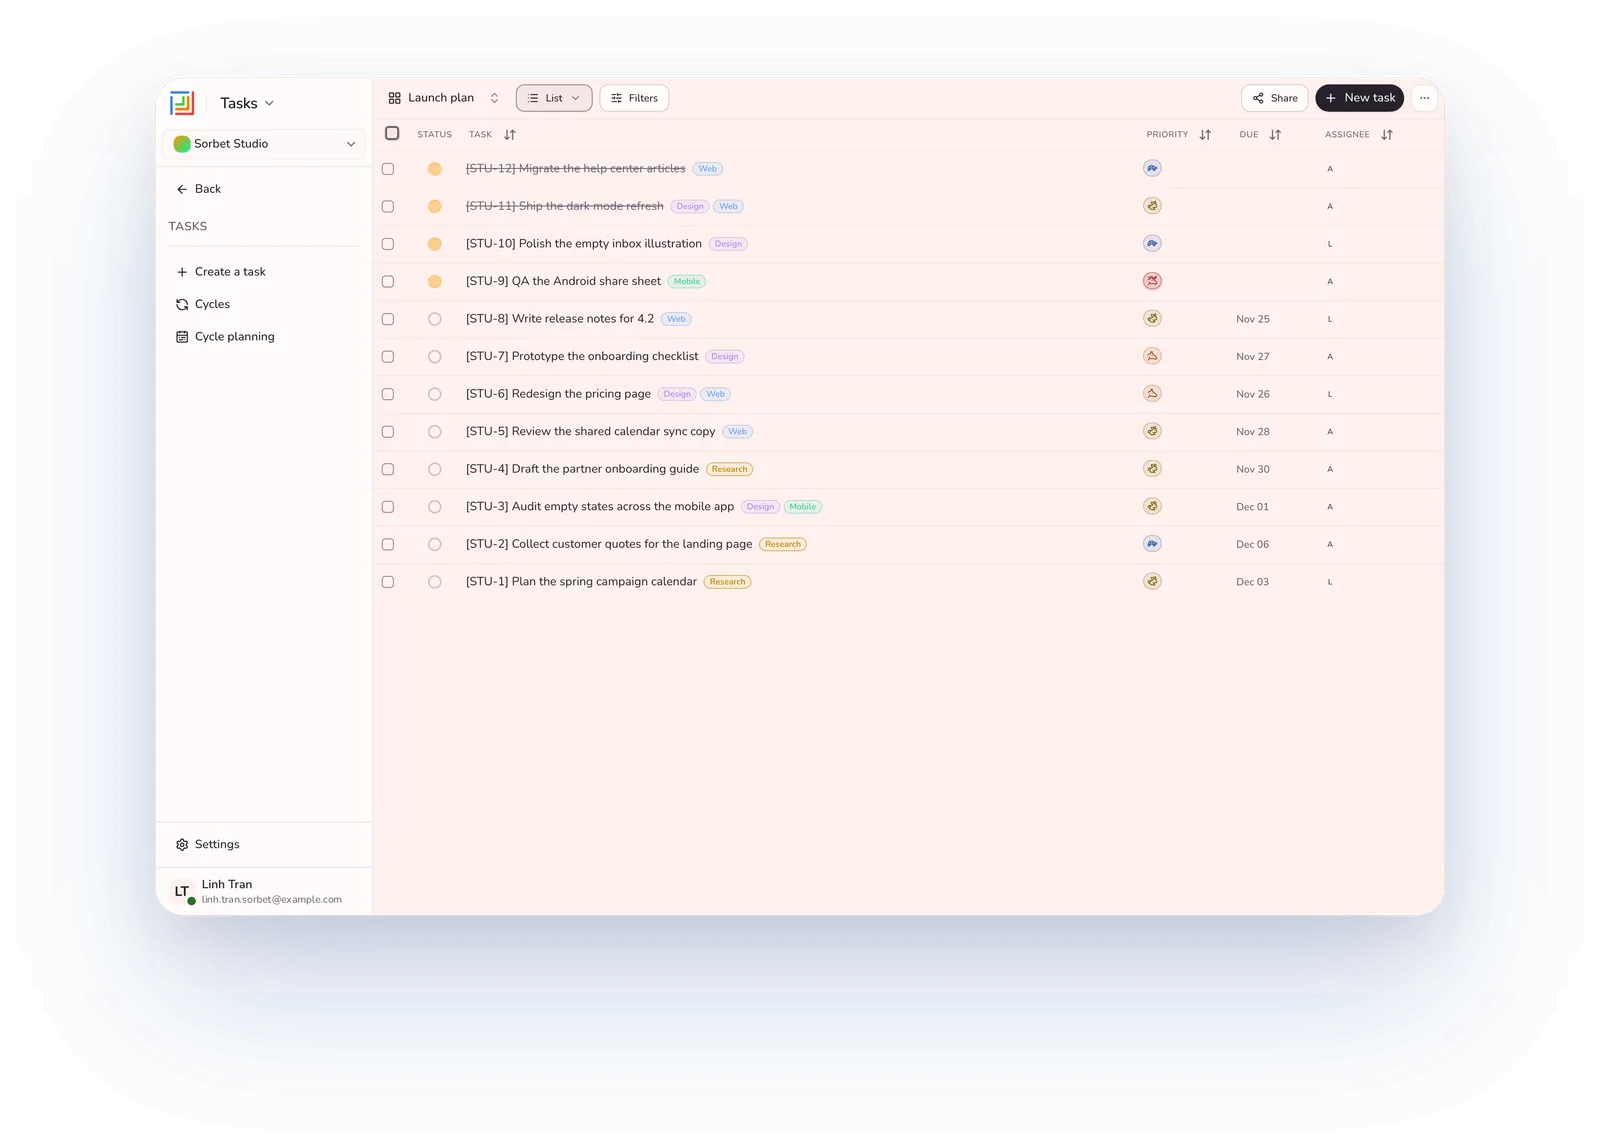 Tasks
Sorbet Studio
Back
TASKS
Create a task
Cycles
Cycle planning
Settings
LT
Linh Tran
linh.tran.sorbet@example.com
Launch plan
List
Filters
Share
New task
STATUS TASK PRIORITY DUE ASSIGNEE
[STU-12] Migrate the help center articles Web A
[STU-11] Ship the dark mode refresh Design Web A
[STU-10] Polish the empty inbox illustration Design L
[STU-9] QA the Android share sheet Mobile A
[STU-8] Write release notes for 4.2 Web Nov 25 L
[STU-7] Prototype the onboarding checklist Design Nov 27 A
[STU-6] Redesign the pricing page Design Web Nov 26 L
[STU-5] Review the shared calendar sync copy Web Nov 28 A
[STU-4] Draft the partner onboarding guide Research Nov 30 A
[STU-3] Audit empty states across the mobile app Design Mobile Dec 01 A
[STU-2] Collect customer quotes for the landing page Research Dec 06 A
[STU-1] Plan the spring campaign calendar Research Dec 03 L